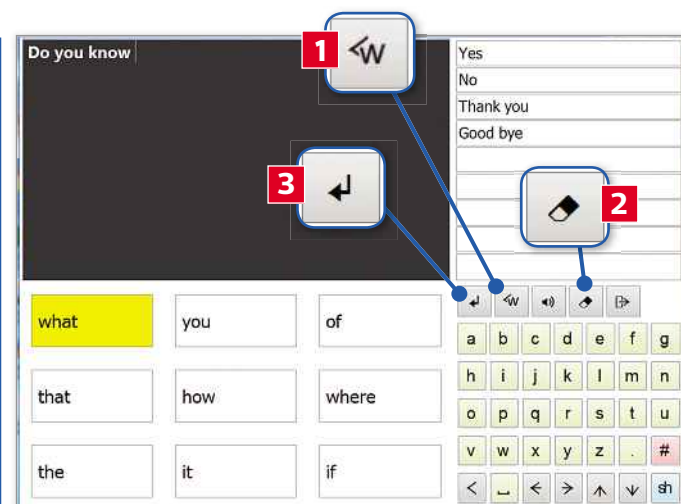 Do you know
1
<W
Yes
No
Thank you
Good bye
3
2
<W
what you of
that how where
the it if
a b c d e f g
h i j k l m n
o p q r s t u
v w x y z . #
sh